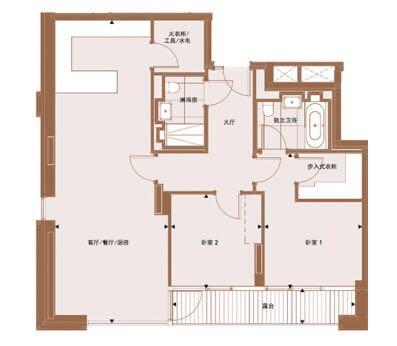 大衣柜/
工具/水电
淋浴房
大厅
独立卫浴
步入式衣柜
客厅/餐厅/厨房
卧室 2
卧室 1
露台